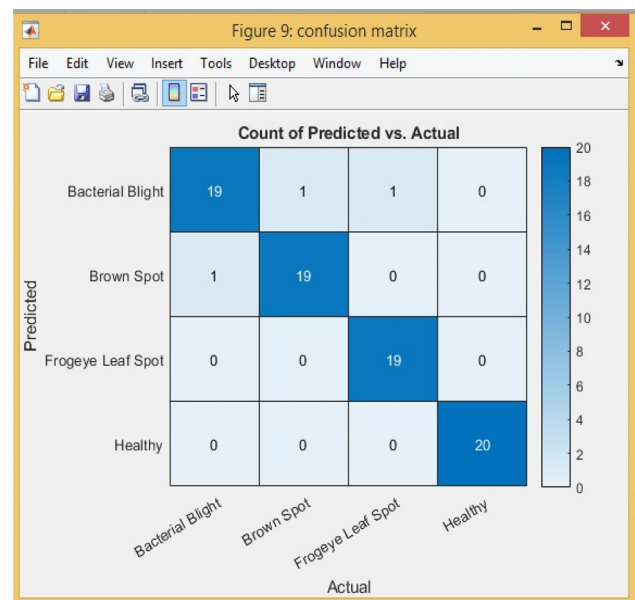 Figure 9: confusion matrix
File Edit View Insert Tools Desktop Window Help
Count of Predicted vs. Actual
Predicted
Bacterial Blight 19 1 1 0
Brown Spot 1 19 0 0
Frogeye Leaf Spot 0 0 19 0
Healthy 0 0 0 20
Bacterial Blight Brown Spot Frogeye Leaf Spot Healthy
Actual
20
18
16
14
12
10
8
6
4
2
0